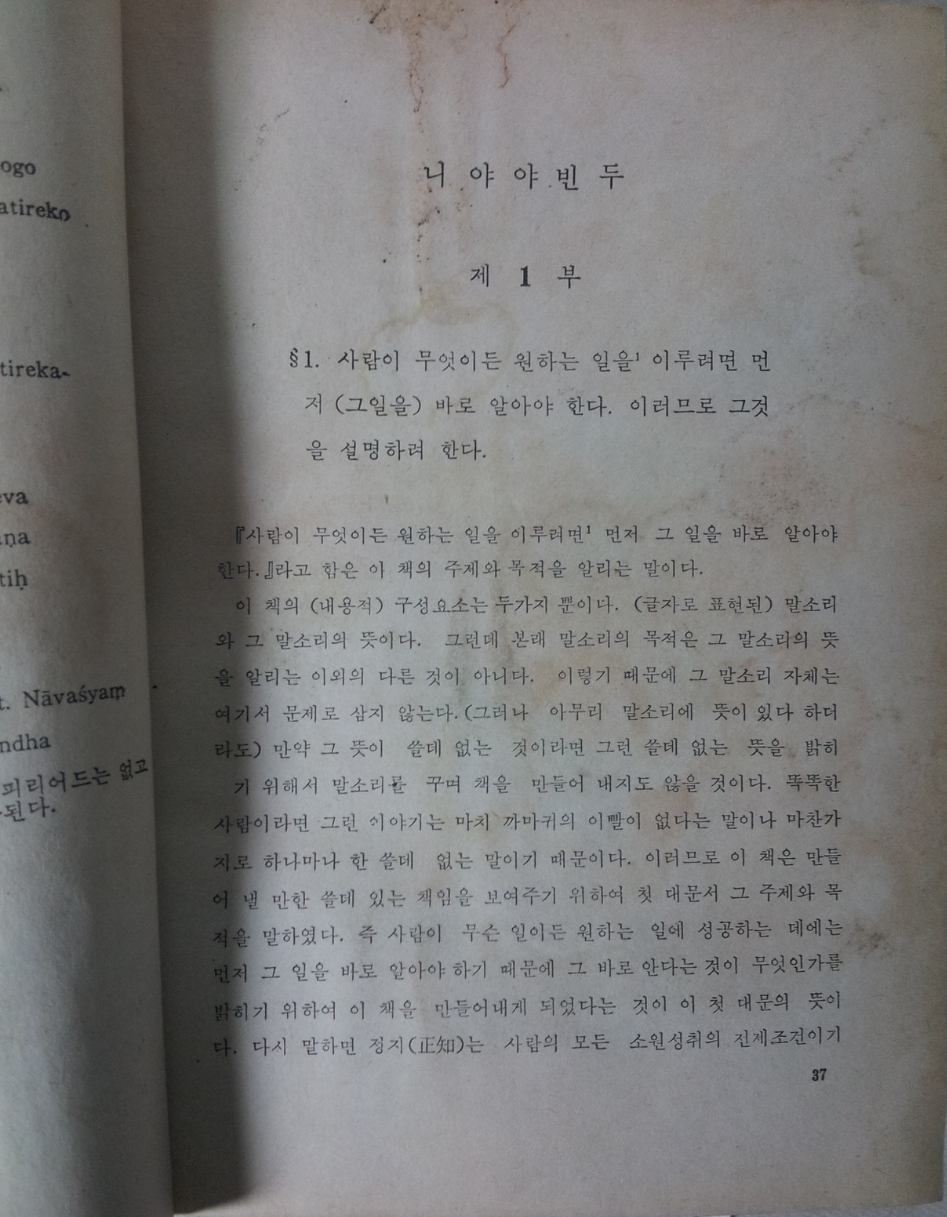 ogo
atireko
tireka-
eva
aṇa
tiḥ
t. Nāvaśyaṃ
ndha
피리어드는 없고
된다.
니야야빈두
제 1 부
§1. 사람이 무엇이든 원하는 일을¹ 이루려면 먼
저 (그일을) 바로 알아야 한다. 이러므로 그것
을 설명하려 한다.
『사람이 무엇이든 원하는 일을 이루려면¹ 먼저 그 일을 바로 알아야
한다.』라고 함은 이 책의 주제와 목적을 알리는 말이다.
이 책의 (내용적) 구성요소는 두가지 뿐이다. (글자로 표현된) 말소리
와 그 말소리의 뜻이다. 그런데 본래 말소리의 목적은 그 말소리의 뜻
을 알리는 이외의 다른 것이 아니다. 이렇기 때문에 그 말소리 자체는
여기서 문제로 삼지 않는다. (그러나 아무리 말소리에 뜻이 있다 하더
라도) 만약 그 뜻이 쓸데 없는 것이라면 그런 쓸데 없는 뜻을 밝히
기 위해서 말소리를 꾸며 책을 만들어 내지도 않을 것이다. 똑똑한
사람이라면 그런 이야기는 마치 까마귀의 이빨이 없다는 말이나 마찬가
지로 하나마나 한 쓸데 없는 말이기 때문이다. 이러므로 이 책은 만들
어 낼 만한 쓸데 있는 책임을 보여주기 위하여 첫 대문서 그 주제와 목
적을 말하였다. 즉 사람이 무슨 일이든 원하는 일에 성공하는 데에는
먼저 그 일을 바로 알아야 하기 때문에 그 바로 안다는 것이 무엇인가를
밝히기 위하여 이 책을 만들어내게 되었다는 것이 이 첫 대문의 뜻이
다. 다시 말하면 정지(正知)는 사람의 모든 소원성취의 전제조건이기
37